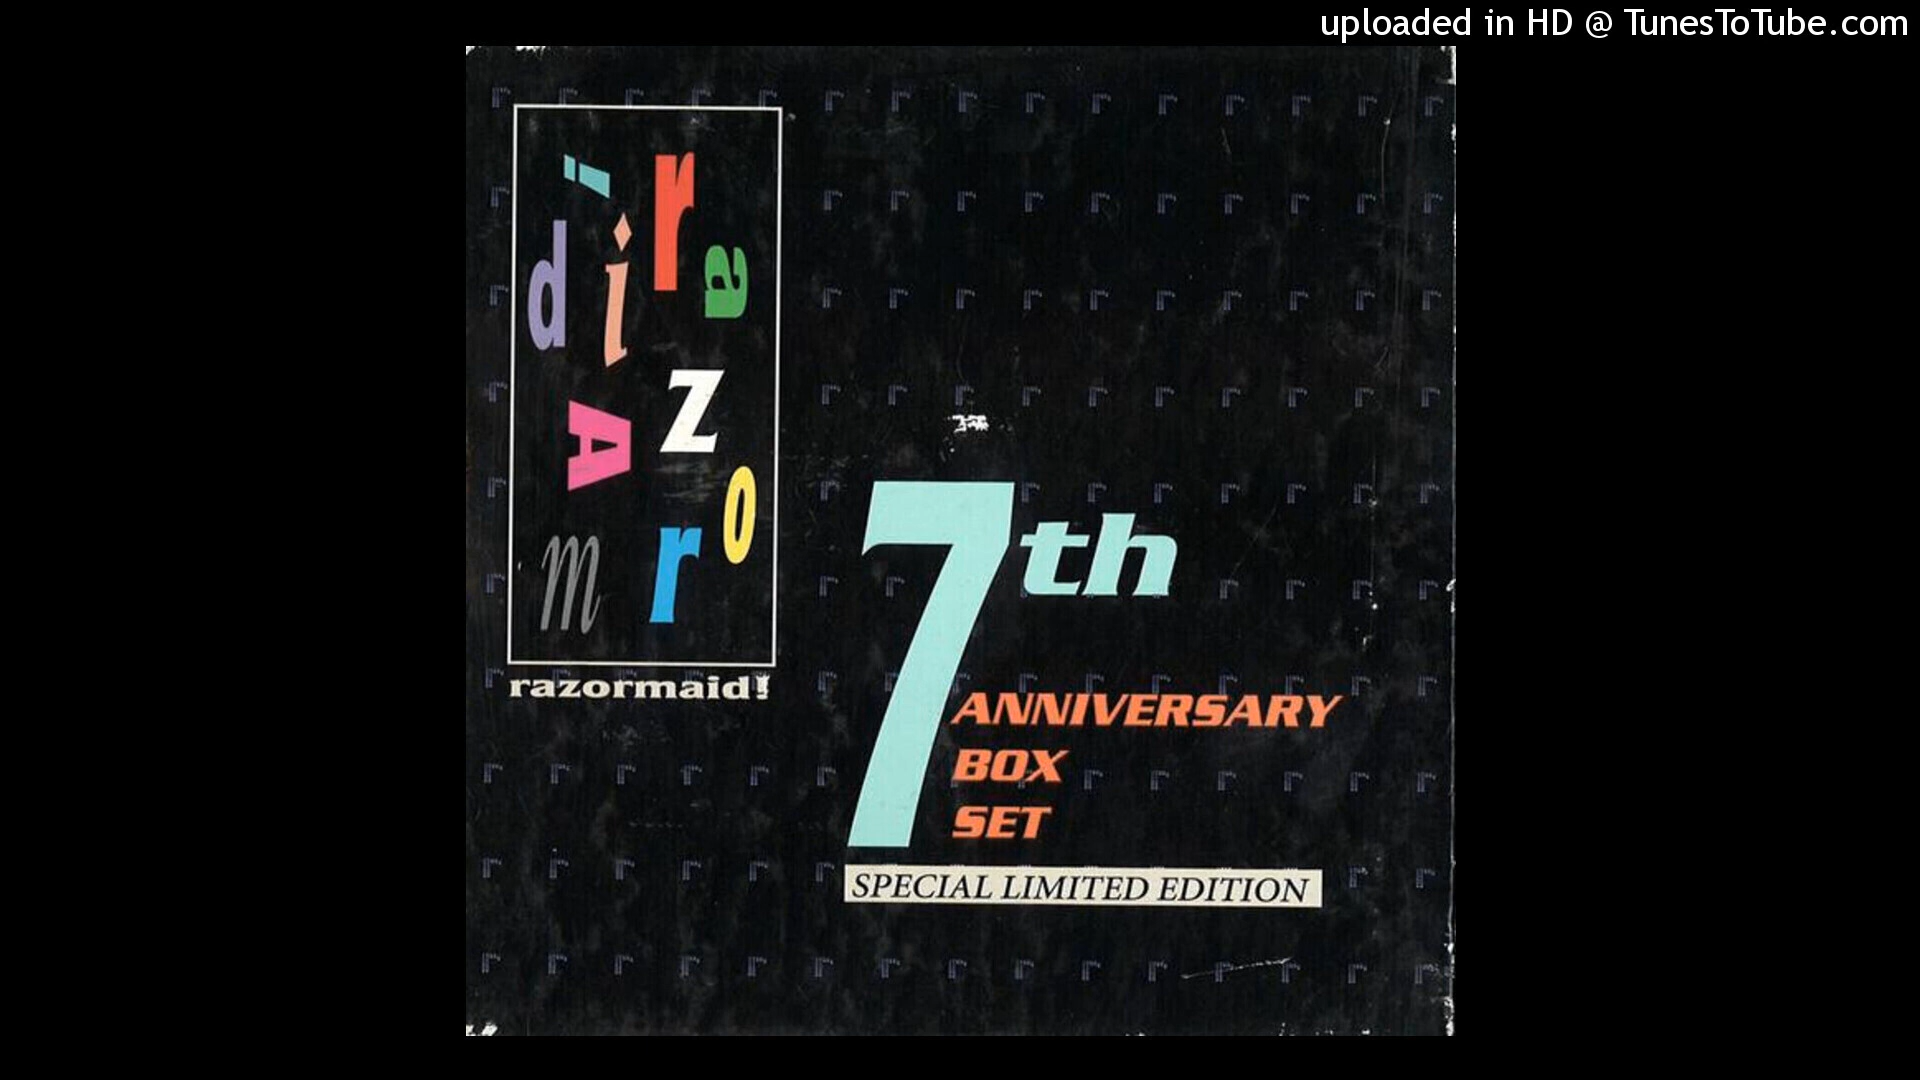 uploaded in HD @ TunesToTube.com
r
a
z
o
r
m
A
i
d
!
razormaid!
7th
ANNIVERSARY
BOX
SET
SPECIAL LIMITED EDITION